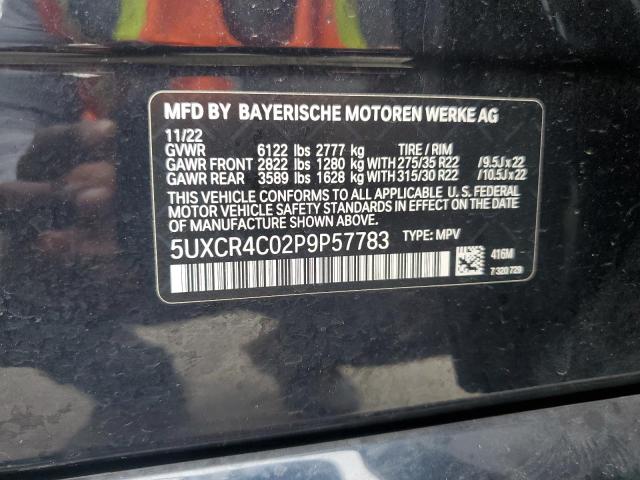 MFD BY BAYERISCHE MOTOREN WERKE AG
11/22
GVWR 6122 lbs 2777 kg TIRE / RIM
GAWR FRONT 2822 lbs 1280 kg WITH 275/35 R22 /9.5J x 22
GAWR REAR 3589 lbs 1628 kg WITH 315/30 R22 /10.5J x 22
THIS VEHICLE CONFORMS TO ALL APPLICABLE U. S. FEDERAL
MOTOR VEHICLE SAFETY STANDARDS IN EFFECT ON THE DATE OF
MANUFACTURE SHOWN ABOVE.
5UXCR4C02P9P57783 TYPE: MPV
416M
7 320 729